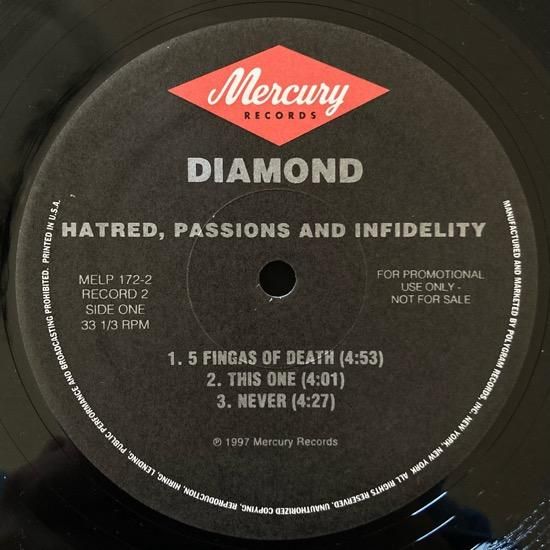 Mercury
RECORDS
DIAMOND
HATRED, PASSIONS AND INFIDELITY
MELP 172-2
RECORD 2
SIDE ONE
33 1/3 RPM
FOR PROMOTIONAL
USE ONLY -
NOT FOR SALE
1. 5 FINGAS OF DEATH (4:53)
2. THIS ONE (4:01)
3. NEVER (4:27)
℗ 1997 Mercury Records
MANUFACTURED AND MARKETED BY POLYGRAM RECORDS, INC. NEW YORK, NEW YORK ALL RIGHTS RESERVED. UNAUTHORIZED COPYING, REPRODUCTION, HIRING, LENDING, PUBLIC PERFORMANCE AND BROADCASTING PROHIBITED. PRINTED IN U.S.A.